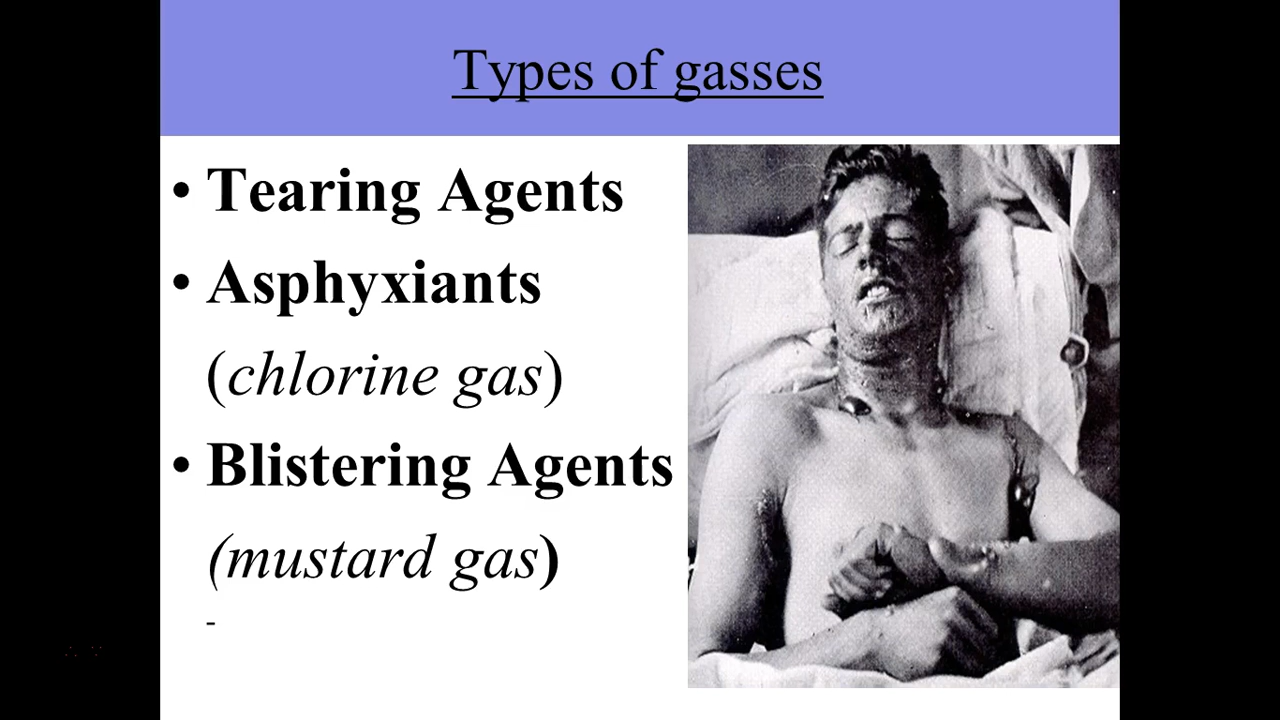 Types of gasses
• Tearing Agents
• Asphyxiants
(chlorine gas)
• Blistering Agents
(mustard gas)
-